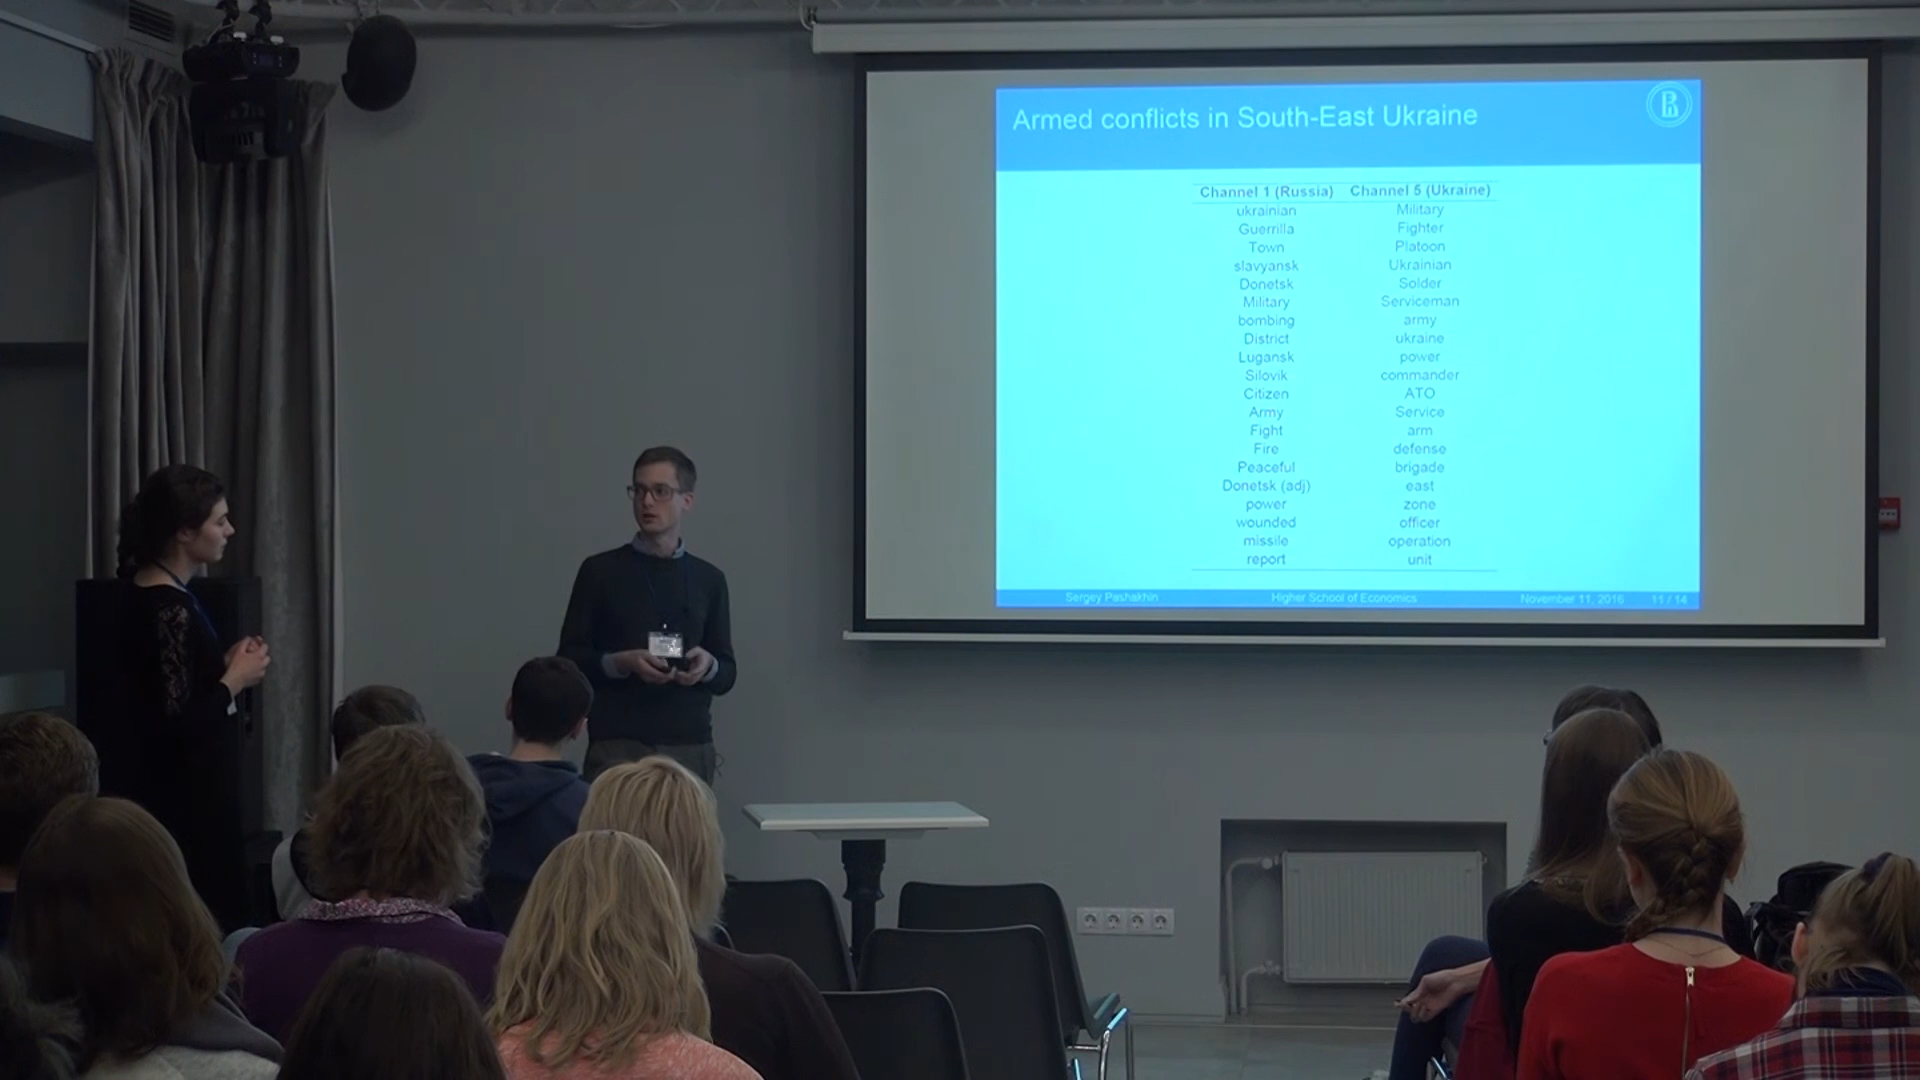 Armed conflicts in South-East Ukraine
Channel 1 (Russia) Channel 5 (Ukraine)
ukrainian Military
Guerrilla Fighter
Town Platoon
slavyansk Ukrainian
Donetsk Solder
Military Serviceman
bombing army
District ukraine
Lugansk power
Silovik commander
Citizen ATO
Army Service
Fight arm
Fire defense
Peaceful brigade
Donetsk (adj) east
power zone
wounded officer
missile operation
report unit
Sergey Pashakhin Higher School of Economics November 11, 2016 11 / 14